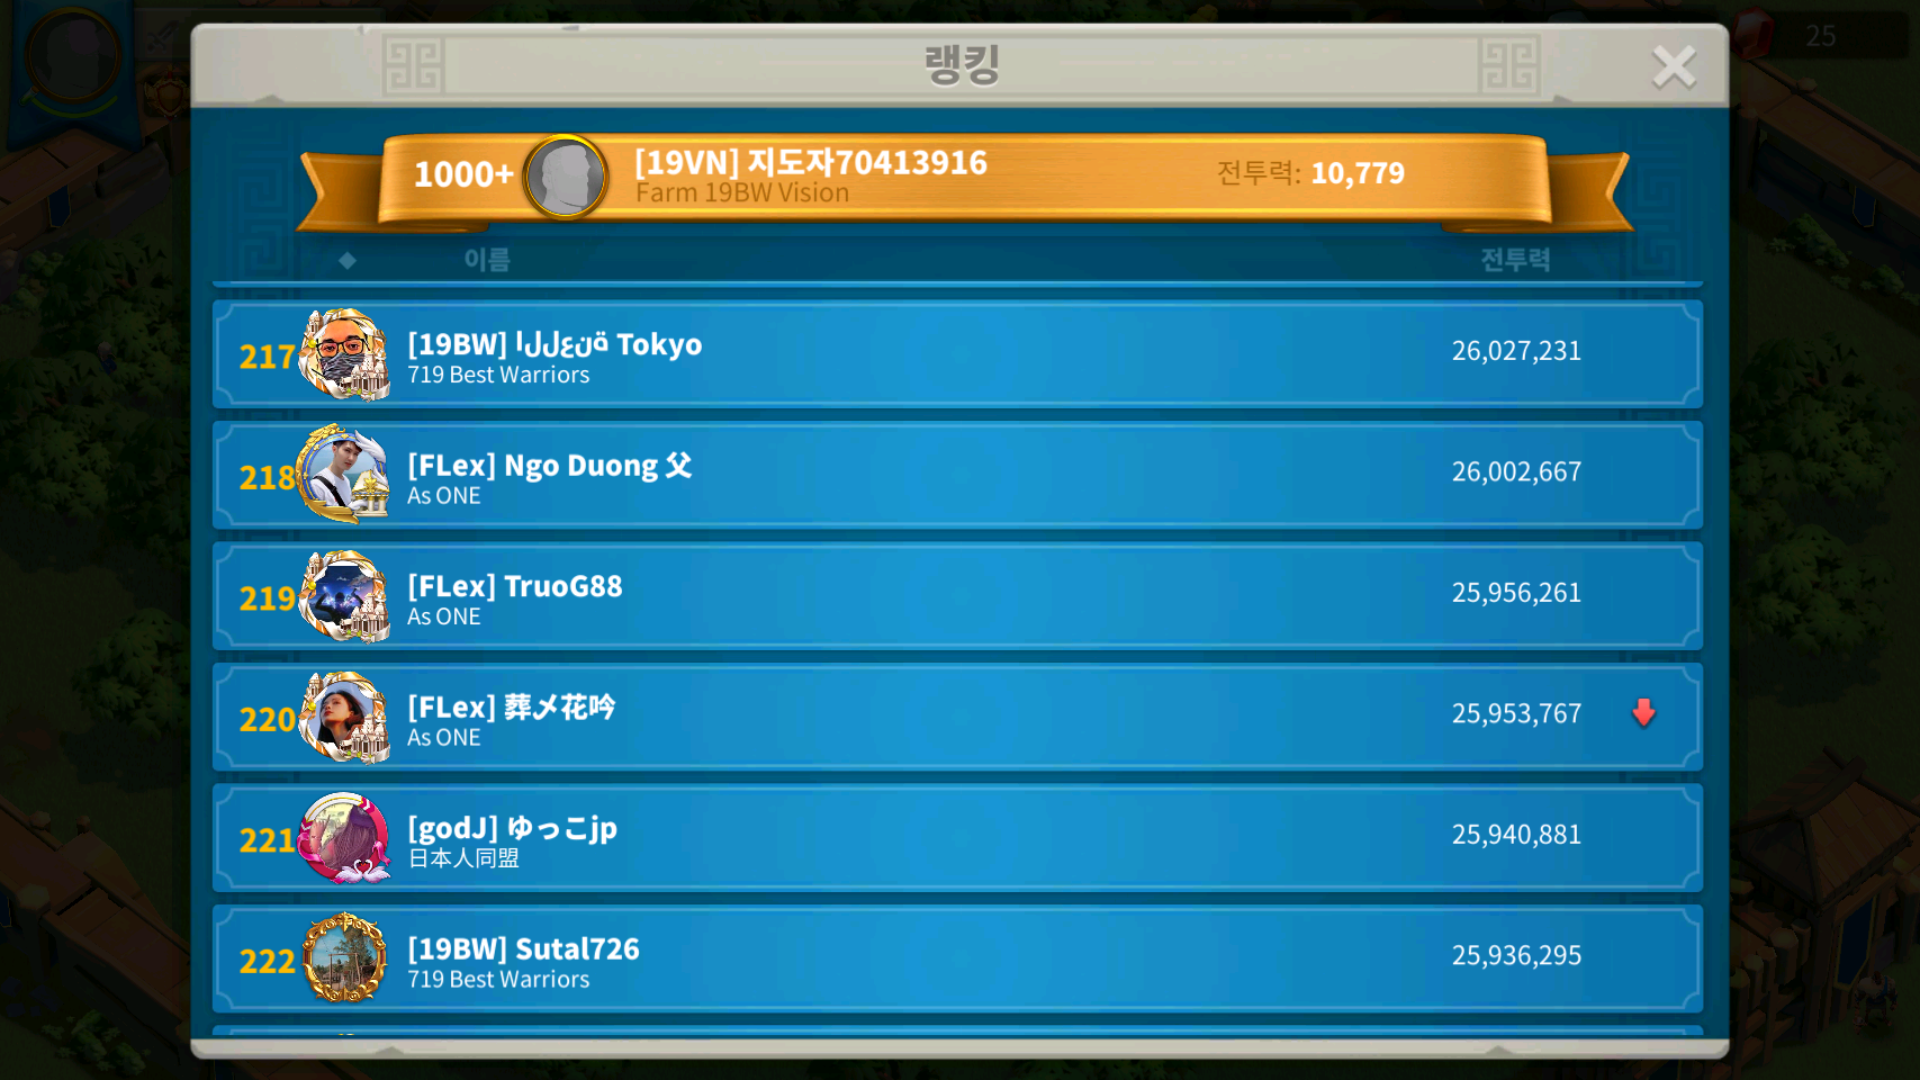 25
랭킹
1000+
[19VN] 지도자70413916
Farm 19BW Vision
전투력: 10,779
이름
전투력
217
[19BW] اللعنة Tokyo
719 Best Warriors
26,027,231
218
[FLex] Ngo Duong 父
As ONE
26,002,667
219
[FLex] TruoG88
As ONE
25,956,261
220
[FLex] 葬〆花吟
As ONE
25,953,767
221
[godJ] ゆっこjp
日本人同盟
25,940,881
222
[19BW] Sutal726
719 Best Warriors
25,936,295